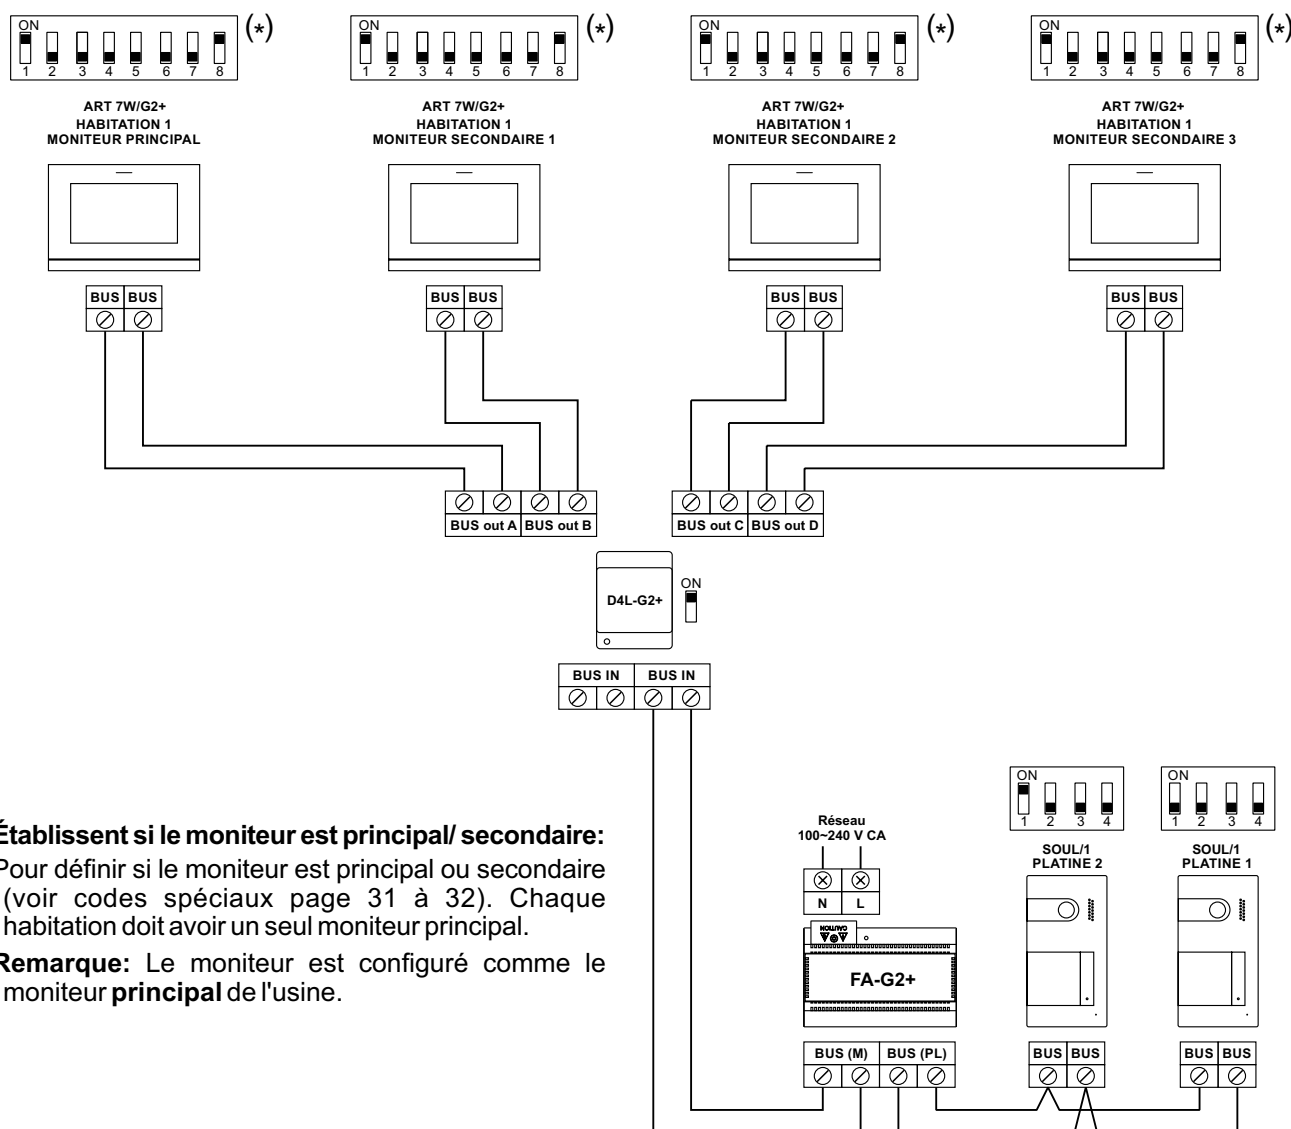 ON (*) ON (*) ON (*) ON (*)
1 2 3 4 5 6 7 8 1 2 3 4 5 6 7 8 1 2 3 4 5 6 7 8 1 2 3 4 5 6 7 8
ART 7W/G2+
HABITATION 1
MONITEUR PRINCIPAL
ART 7W/G2+
HABITATION 1
MONITEUR SECONDAIRE 1
ART 7W/G2+
HABITATION 1
MONITEUR SECONDAIRE 2
ART 7W/G2+
HABITATION 1
MONITEUR SECONDAIRE 3
BUS BUS BUS BUS BUS BUS BUS BUS
BUS out A BUS out B BUS out C BUS out D
D4L-G2+
ON
BUS IN BUS IN
Établissent si le moniteur est principal/ secondaire:
Pour définir si le moniteur est principal ou secondaire
(voir codes spéciaux page 31 à 32). Chaque
habitation doit avoir un seul moniteur principal.
Remarque: Le moniteur est configuré comme le
moniteur principal de l'usine.
Réseau
100~240 V CA
N L
CAUTION
FA-G2+
BUS (M) BUS (PL)
ON
1 2 3 4
SOUL/1
PLATINE 2
BUS BUS
ON
1 2 3 4
SOUL/1
PLATINE 1
BUS BUS